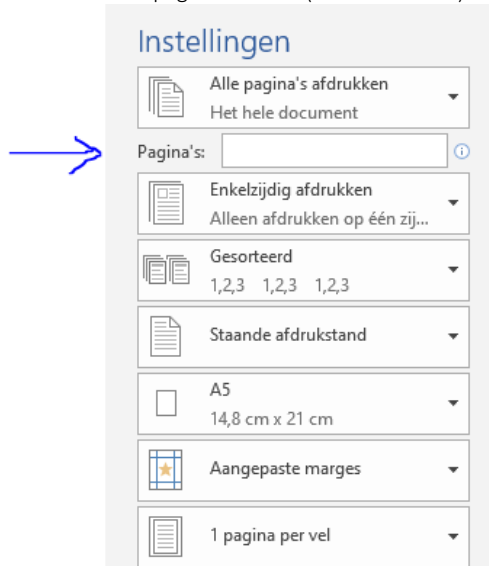 Instellingen
Alle pagina's afdrukken
Het hele document
Pagina's:
Enkelzijdig afdrukken
Alleen afdrukken op één zij...
Gesorteerd
1,2,3 1,2,3 1,2,3
Staande afdrukstand
A5
14,8 cm x 21 cm
Aangepaste marges
1 pagina per vel